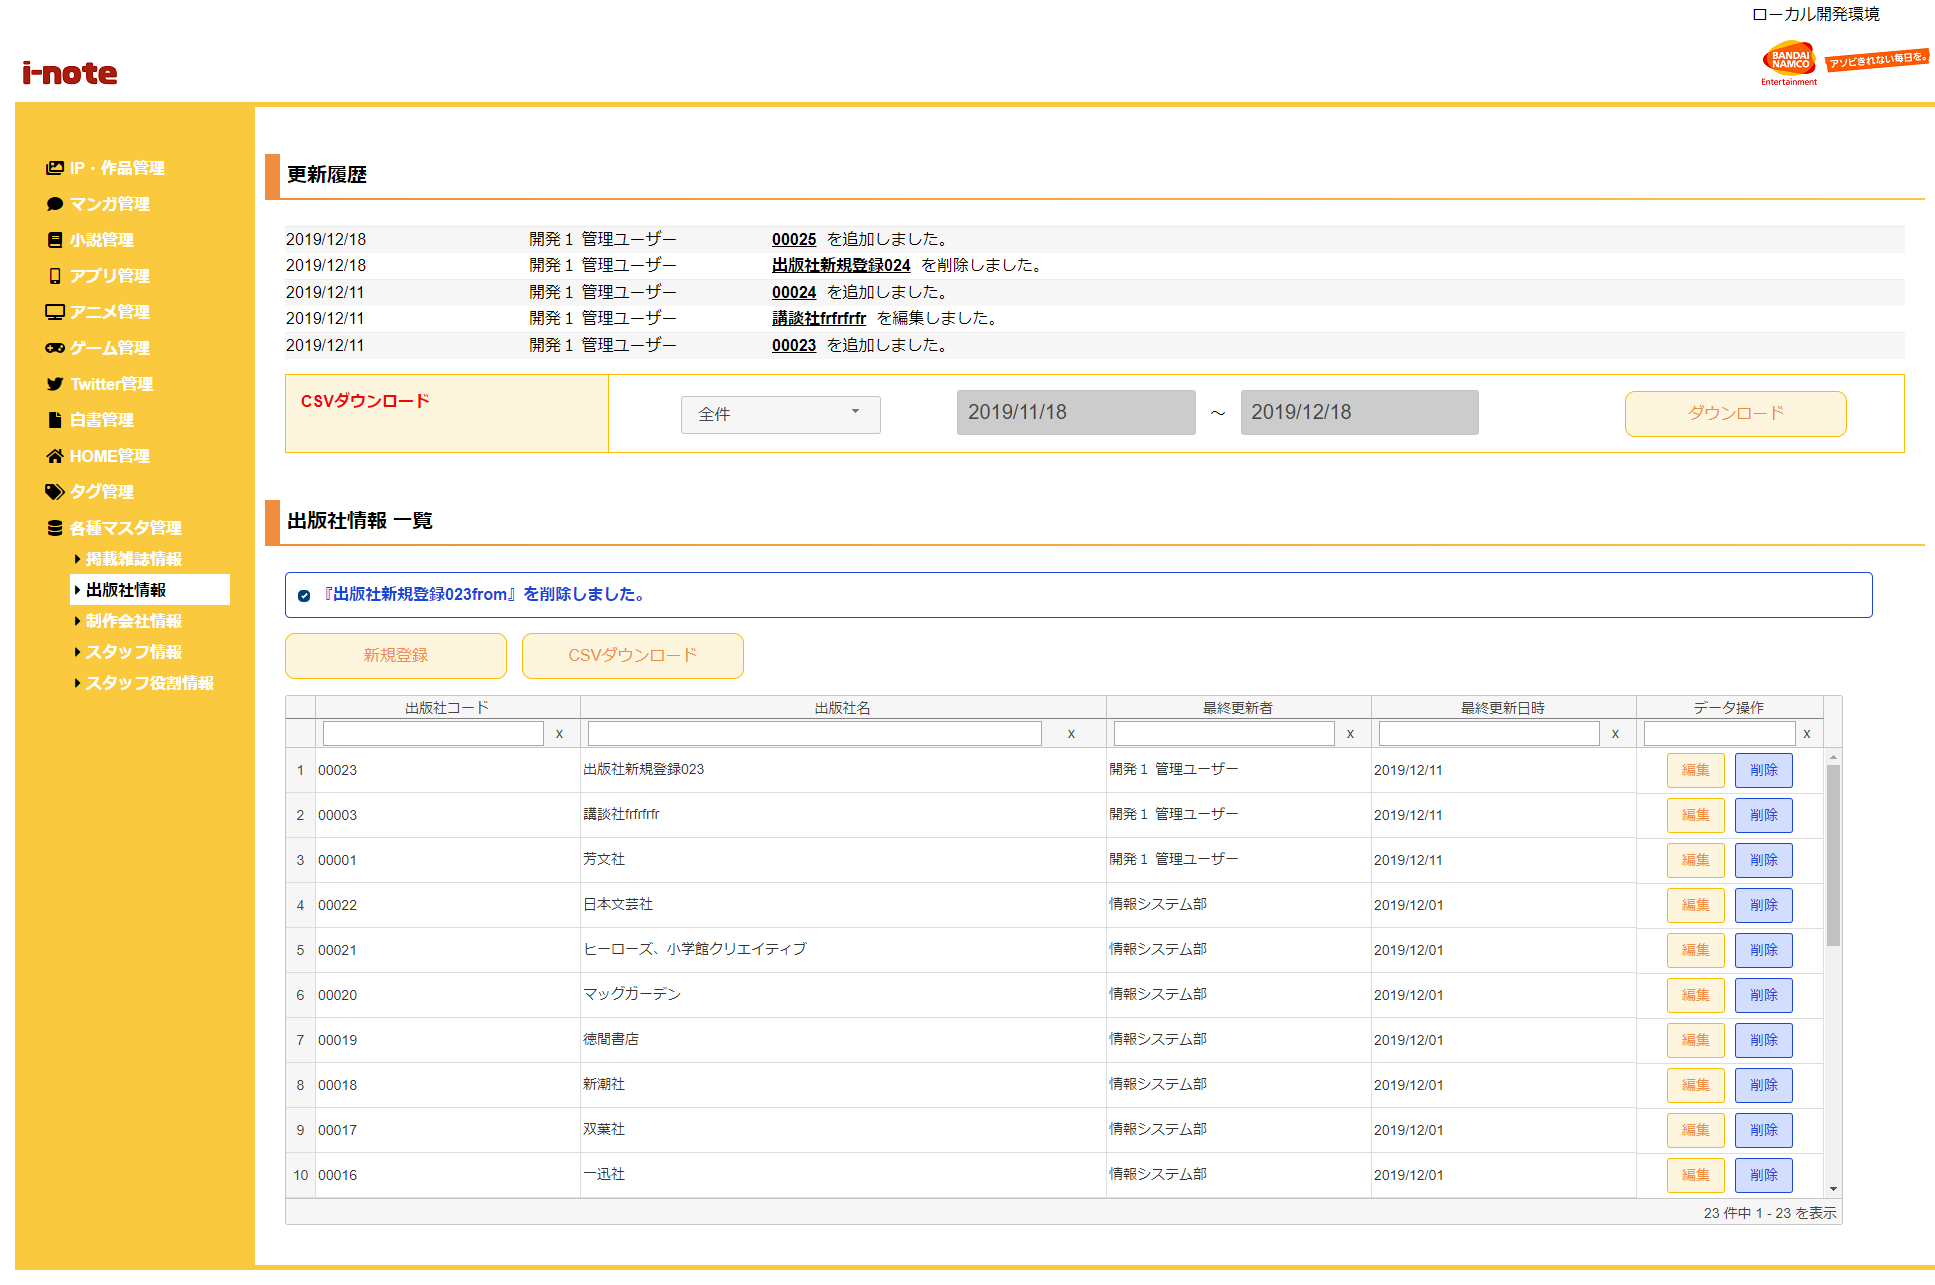 ローカル開発環境
i-note
BANDAI
NAMCO
Entertainment
アソビきれない毎日を。
IP・作品管理
マンガ管理
小説管理
アプリ管理
アニメ管理
ゲーム管理
Twitter管理
白書管理
HOME管理
タグ管理
各種マスタ管理
掲載雑誌情報
出版社情報
制作会社情報
スタッフ情報
スタッフ役割情報
更新履歴
2019/12/18 開発１ 管理ユーザー 00025 を追加しました。
2019/12/18 開発１ 管理ユーザー 出版社新規登録024 を削除しました。
2019/12/11 開発１ 管理ユーザー 00024 を追加しました。
2019/12/11 開発１ 管理ユーザー 講談社frfrfrfr を編集しました。
2019/12/11 開発１ 管理ユーザー 00023 を追加しました。
CSVダウンロード 全件 2019/11/18 ～ 2019/12/18 ダウンロード
出版社情報 一覧
『出版社新規登録023from』を削除しました。
新規登録 CSVダウンロード
出版社コード 出版社名 最終更新者 最終更新日時 データ操作
x x x x x
1 00023 出版社新規登録023 開発１ 管理ユーザー 2019/12/11 編集 削除
2 00003 講談社frfrfrfr 開発１ 管理ユーザー 2019/12/11 編集 削除
3 00001 芳文社 開発１ 管理ユーザー 2019/12/11 編集 削除
4 00022 日本文芸社 情報システム部 2019/12/01 編集 削除
5 00021 ヒーローズ、小学館クリエイティブ 情報システム部 2019/12/01 編集 削除
6 00020 マッグガーデン 情報システム部 2019/12/01 編集 削除
7 00019 徳間書店 情報システム部 2019/12/01 編集 削除
8 00018 新潮社 情報システム部 2019/12/01 編集 削除
9 00017 双葉社 情報システム部 2019/12/01 編集 削除
10 00016 一迅社 情報システム部 2019/12/01 編集 削除
23 件中 1 - 23 を表示